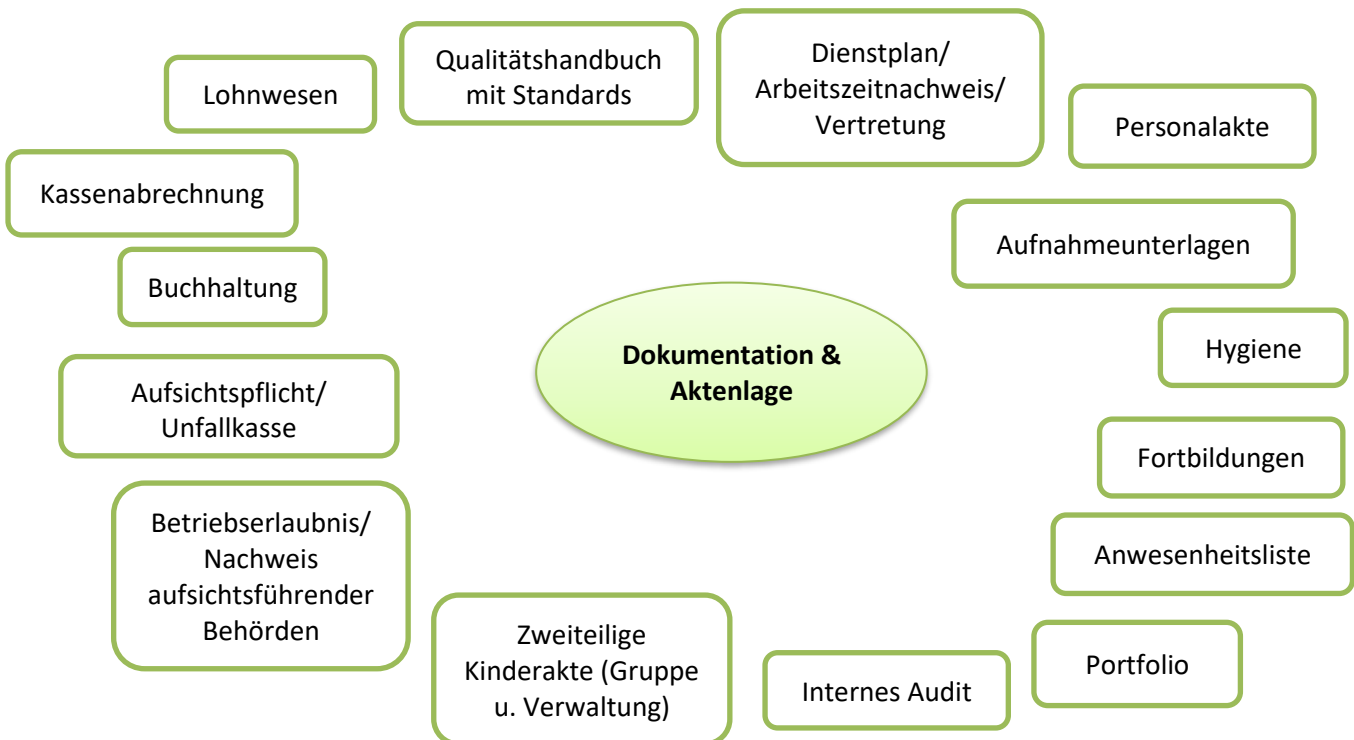 Qualitätshandbuch
mit Standards
Dienstplan/
Arbeitszeitnachweis/
Vertretung
Lohnwesen
Personalakte
Kassenabrechnung
Aufnahmeunterlagen
Buchhaltung
Hygiene
Dokumentation &
Aktenlage
Aufsichtspflicht/
Unfallkasse
Fortbildungen
Betriebserlaubnis/
Nachweis
aufsichtsführender
Behörden
Anwesenheitsliste
Zweiteilige
Kinderakte (Gruppe
u. Verwaltung)
Internes Audit
Portfolio